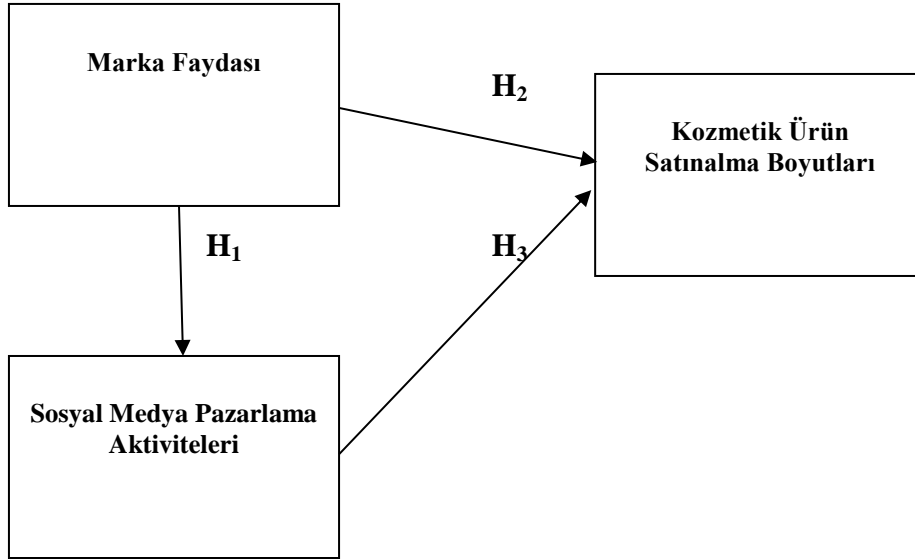 Marka Faydası
H₂
Kozmetik Ürün
Satınalma Boyutları
H₁
H₃
Sosyal Medya Pazarlama
Aktiviteleri